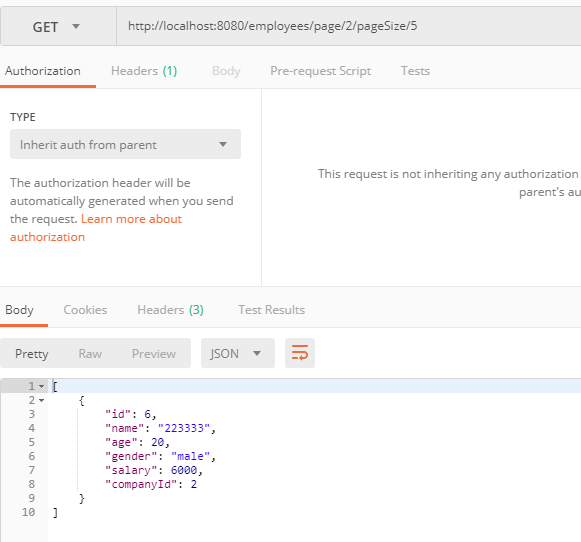 GET http://localhost:8080/employees/page/2/pageSize/5
Authorization Headers (1) Body Pre-request Script Tests
TYPE
Inherit auth from parent
The authorization header will be
automatically generated when you send
the request. Learn more about
authorization
This request is not inheriting any authorization
parent's au
Body Cookies Headers (3) Test Results
Pretty Raw Preview JSON
1 [
2 {
3 "id": 6,
4 "name": "223333",
5 "age": 20,
6 "gender": "male",
7 "salary": 6000,
8 "companyId": 2
9 }
10 ]